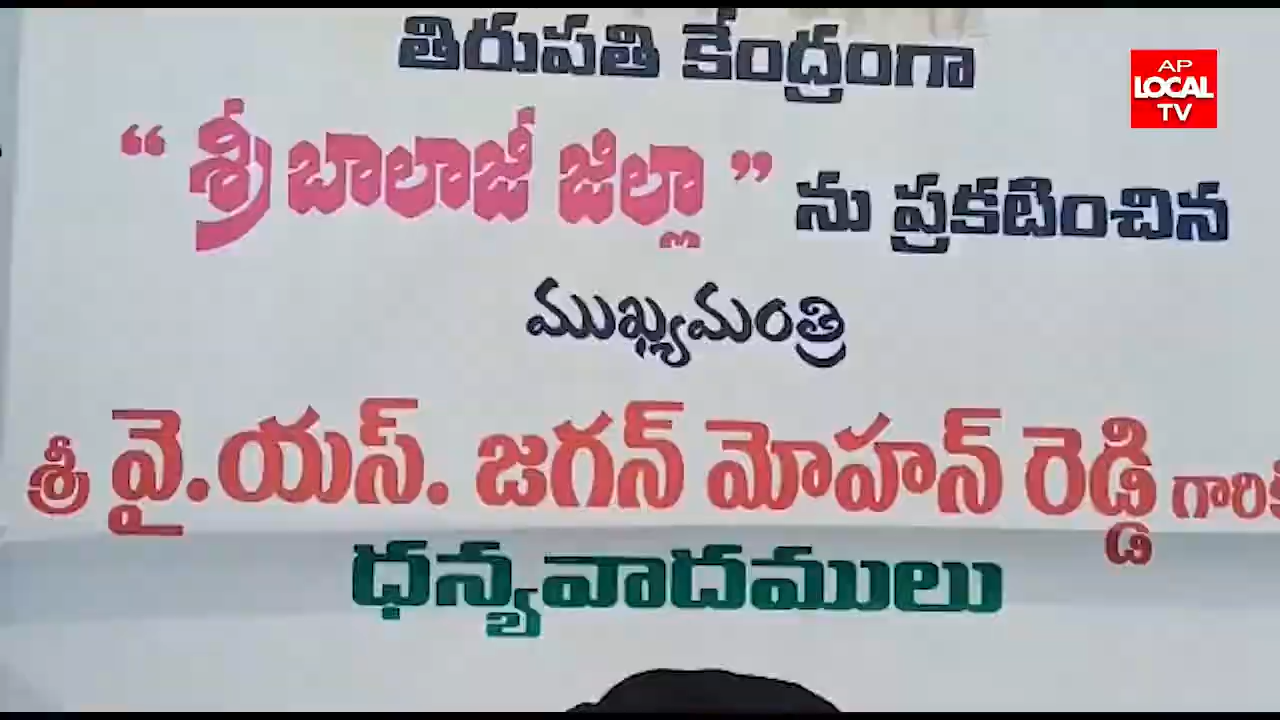 తిరుపతి కేంద్రంగా
“ శ్రీ బాలాజీ జిల్లా ” ను ప్రకటించిన
ముఖ్యమంత్రి
శ్రీ వై.యస్. జగన్ మోహన్ రెడ్డి గారికి
ధన్యవాదములు
AP
LOCAL
TV